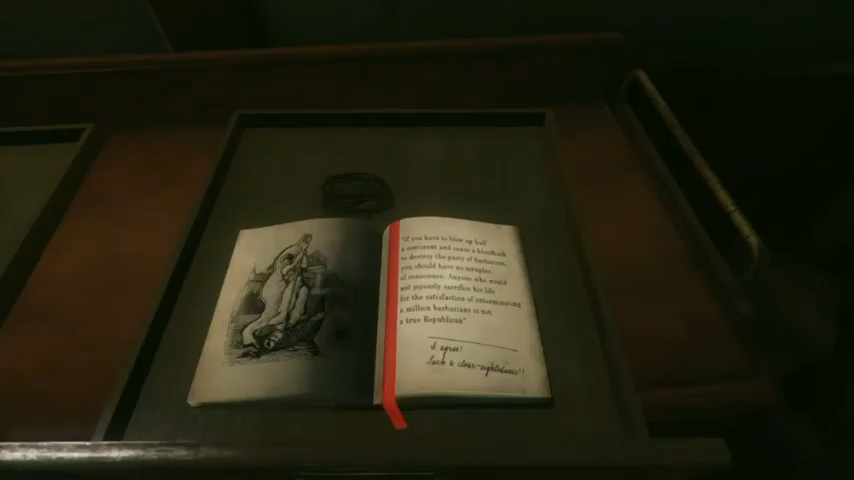 "If you have to blow up half
a continent and cause a bloodbath
to destroy the party of barbarism,
you should have no scruples
of conscience. Anyone who would
not joyously sacrifice his life
for the satisfaction of exterminating
a million barbarians is not
a true Republican"
I agree!
Such a clear-sightedness!!